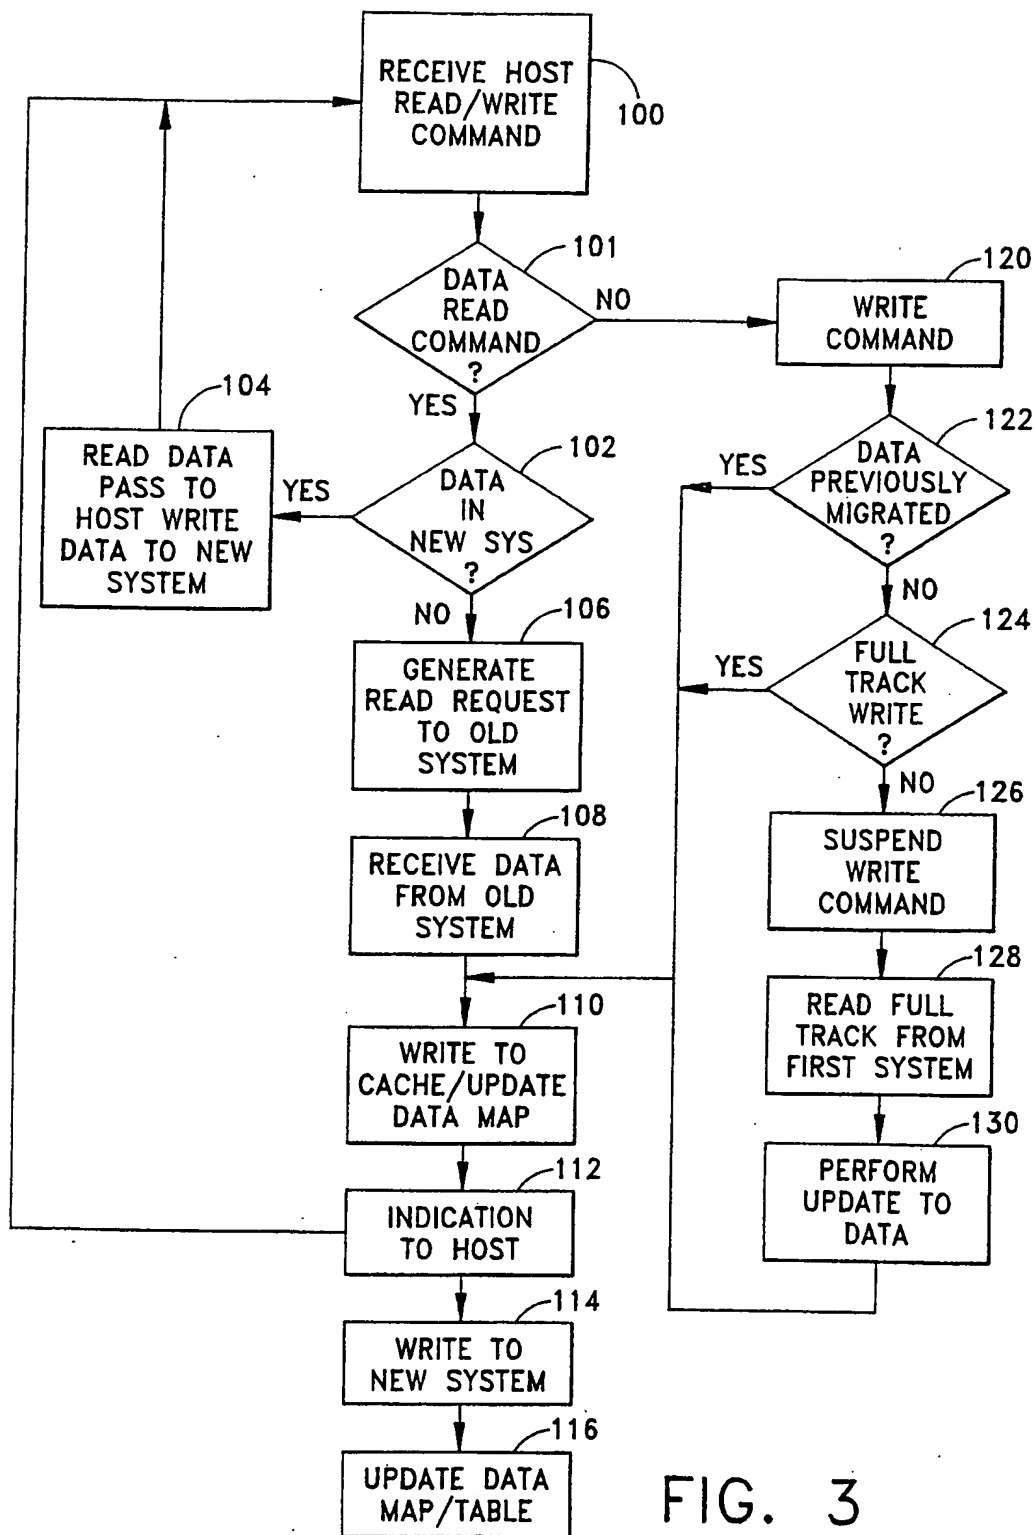 RECEIVE HOST
READ/WRITE
COMMAND
100
DATA
READ
COMMAND
?
101
NO
YES
120
WRITE
COMMAND
104
READ DATA
PASS TO
HOST WRITE
DATA TO NEW
SYSTEM
YES
102
DATA
IN
NEW SYS
?
NO
122
DATA
PREVIOUSLY
MIGRATED
?
YES
NO
106
GENERATE
READ REQUEST
TO OLD
SYSTEM
124
FULL
TRACK
WRITE
?
YES
NO
108
RECEIVE DATA
FROM OLD
SYSTEM
126
SUSPEND
WRITE
COMMAND
128
READ FULL
TRACK FROM
FIRST SYSTEM
110
WRITE TO
CACHE/UPDATE
DATA MAP
130
PERFORM
UPDATE TO
DATA
112
INDICATION
TO HOST
114
WRITE TO
NEW SYSTEM
116
UPDATE DATA
MAP/TABLE
FIG. 3